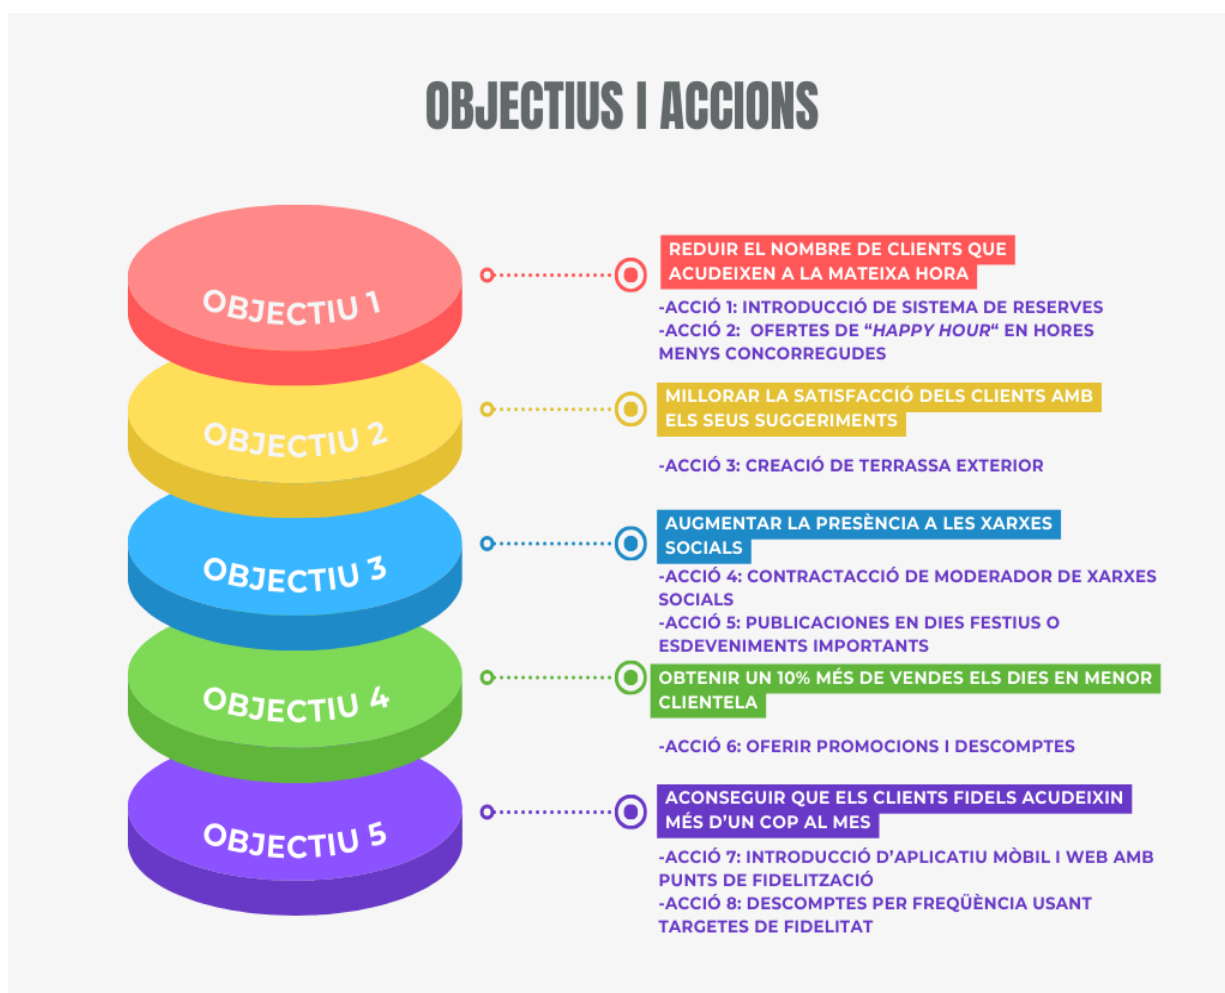 OBJECTIUS I ACCIONS
OBJECTIU 1
REDUIR EL NOMBRE DE CLIENTS QUE
ACUDEIXEN A LA MATEIXA HORA
-ACCIÓ 1: INTRODUCCIÓ DE SISTEMA DE RESERVES
-ACCIÓ 2:  OFERTES DE “HAPPY HOUR“ EN HORES
MENYS CONCORREGUDES
OBJECTIU 2
MILLORAR LA SATISFACCIÓ DELS CLIENTS AMB
ELS SEUS SUGGERIMENTS
-ACCIÓ 3: CREACIÓ DE TERRASSA EXTERIOR
OBJECTIU 3
AUGMENTAR LA PRESÈNCIA A LES XARXES
SOCIALS
-ACCIÓ 4: CONTRACTACCIÓ DE MODERADOR DE XARXES
SOCIALS
-ACCIÓ 5: PUBLICACIONES EN DIES FESTIUS O
ESDEVENIMENTS IMPORTANTS
OBJECTIU 4
OBTENIR UN 10% MÉS DE VENDES ELS DIES EN MENOR
CLIENTELA
-ACCIÓ 6: OFERIR PROMOCIONS I DESCOMPTES
OBJECTIU 5
ACONSEGUIR QUE ELS CLIENTS FIDELS ACUDEIXIN
MÉS D’UN COP AL MES
-ACCIÓ 7: INTRODUCCIÓ D’APLICATIU MÒBIL I WEB AMB
PUNTS DE FIDELITZACIÓ
-ACCIÓ 8: DESCOMPTES PER FREQÜÈNCIA USANT
TARGETES DE FIDELITAT